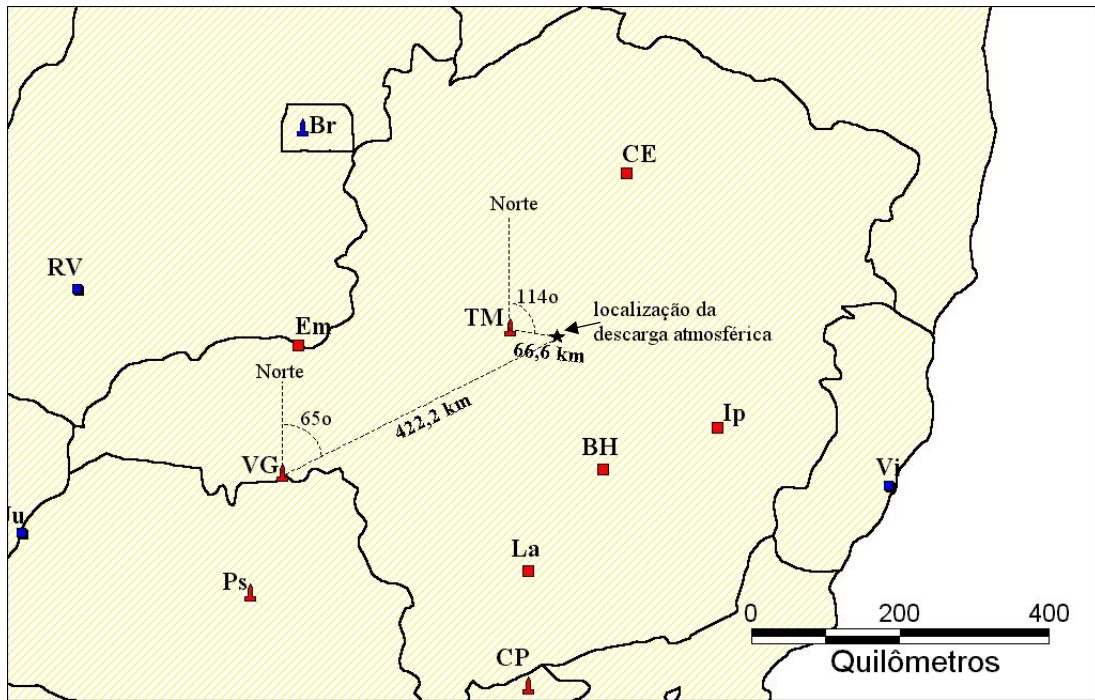 Br
CE
Norte
RV
114o
TM
localização da
descarga atmosférica
Em
66,6 km
Norte
422,2 km
65o
Ip
BH
VG
Vi
Ju
La
Ps
0 200 400
Quilômetros
CP